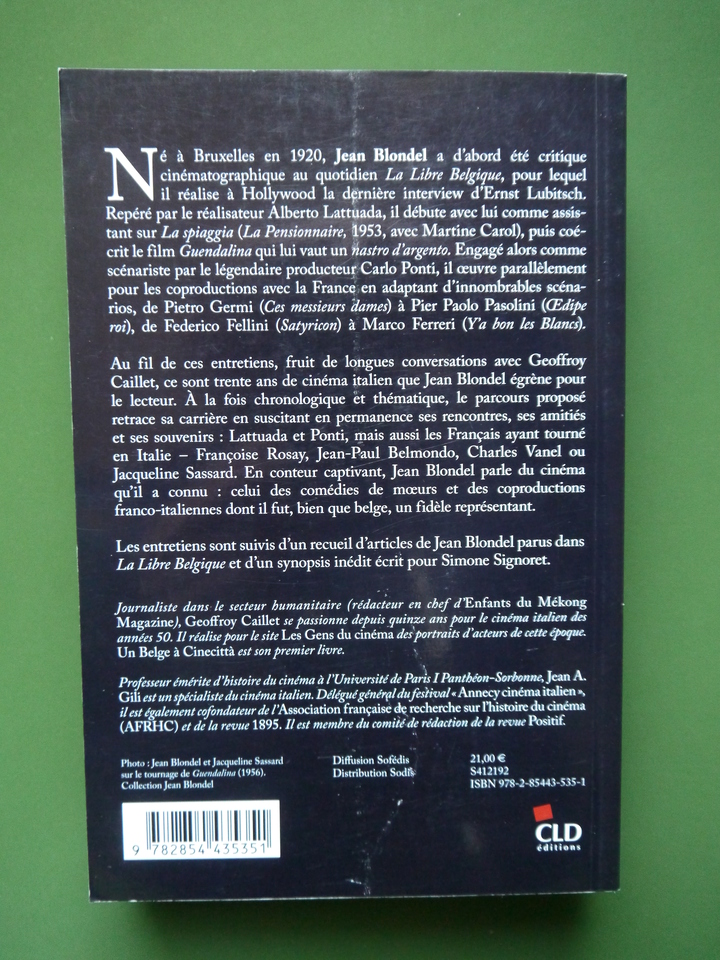 Né à Bruxelles en 1920, Jean Blondel a d'abord été critique
cinématographique au quotidien La Libre Belgique, pour lequel
il réalise à Hollywood la dernière interview d'Ernst Lubitsch.
Repéré par le réalisateur Alberto Lattuada, il débute avec lui comme assis-
tant sur La spiaggia (La Pensionnaire, 1953, avec Martine Carol), puis coé-
crit le film Guendalina qui lui vaut un nastro d'argento. Engagé alors comme
scénariste par le légendaire producteur Carlo Ponti, il œuvre parallèlement
pour les coproductions avec la France en adaptant d'innombrables scéna-
rios, de Pietro Germi (Ces messieurs dames) à Pier Paolo Pasolini (Œdipe
roi), de Federico Fellini (Satyricon) à Marco Ferreri (Y'a bon les Blancs).
Au fil de ces entretiens, fruit de longues conversations avec Geoffroy
Caillet, ce sont trente ans de cinéma italien que Jean Blondel égrène pour
le lecteur. À la fois chronologique et thématique, le parcours proposé
retrace sa carrière en suscitant en permanence ses rencontres, ses amitiés
et ses souvenirs : Lattuada et Ponti, mais aussi les Français ayant tourné
en Italie – Françoise Rosay, Jean-Paul Belmondo, Charles Vanel ou
Jacqueline Sassard. En conteur captivant, Jean Blondel parle du cinéma
qu'il a connu : celui des comédies de mœurs et des coproductions
franco-italiennes dont il fut, bien que belge, un fidèle représentant.
Les entretiens sont suivis d'un recueil d'articles de Jean Blondel parus dans
La Libre Belgique et d'un synopsis inédit écrit pour Simone Signoret.
Journaliste dans le secteur humanitaire (rédacteur en chef d'Enfants du Mékong
Magazine), Geoffroy Caillet se passionne depuis quinze ans pour le cinéma italien des
années 50. Il réalise pour le site Les Gens du cinéma des portraits d'acteurs de cette époque.
Un Belge à Cinecittà est son premier livre.
Professeur émérite d'histoire du cinéma à l'Université de Paris I Panthéon-Sorbonne, Jean A.
Gili est un spécialiste du cinéma italien. Délégué général du festival « Annecy cinéma italien »,
il est également cofondateur de l'Association française de recherche sur l'histoire du cinéma
(AFRHC) et de la revue 1895. Il est membre du comité de rédaction de la revue Positif.
Photo : Jean Blondel et Jacqueline Sassard
sur le tournage de Guendalina (1956).
Collection Jean Blondel
Diffusion Sofédis
Distribution Sodis
21,00 €
S412192
ISBN 978-2-85443-535-1
9 782854 435351
CLD
éditions